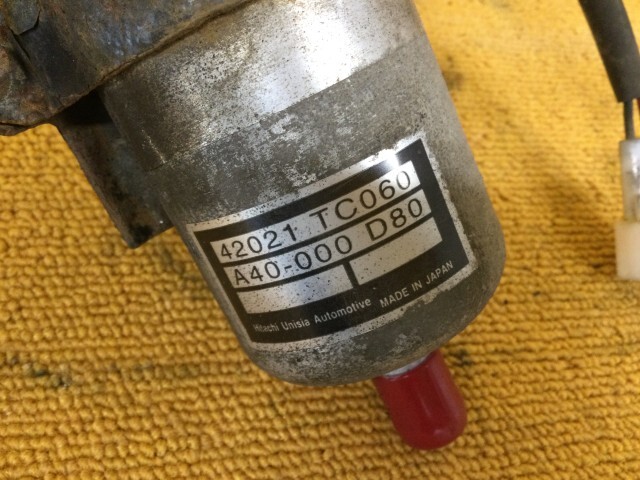 42021 TC060
A40-000 D80
Hitachi Unisia Automotive MADE IN JAPAN